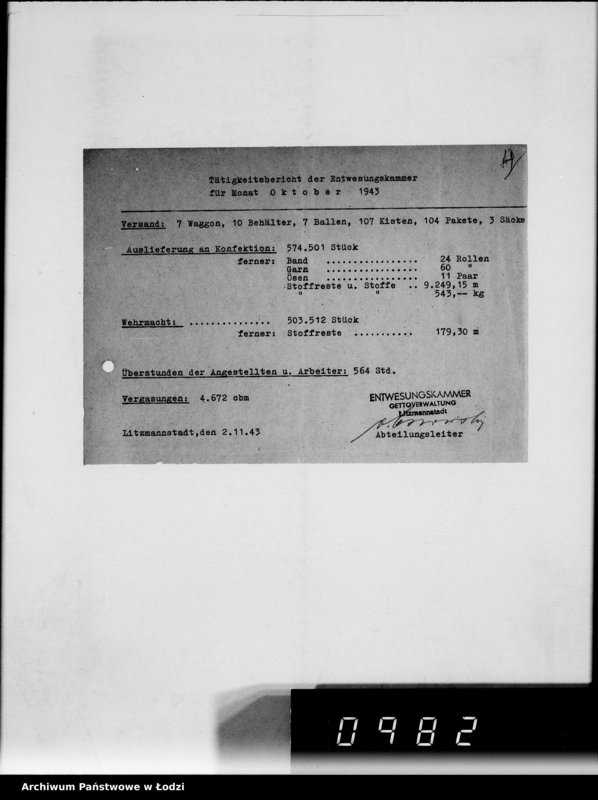 Tätigkeitsbericht der Entwesungskammer
für Monat O k t o b e r 1943
Versand: 7 Waggon, 10 Behälter, 7 Ballen, 107 Kisten, 104 Pakete, 3 Säcke
Auslieferung an Konfektion: 574.501 Stück
ferner: Band .................. 24 Rollen
Garn .................. 60 "
Ösen .................. 11 Paar
Stoffreste u. Stoffe .. 9.249,15 m
" " 543,-- kg
Wehrmacht: ............... 503.512 Stück
ferner: Stoffreste ........... 179,30 m
Überstunden der Angestellten u. Arbeiter: 564 Std.
Vergasungen: 4.672 cbm
ENTWESUNGSKAMMER
GETTOVERWALTUNG
Litzmannstadt
Litzmannstadt,den 2.11.43
Abteilungsleiter
0982
Archiwum Państwowe w Łodzi